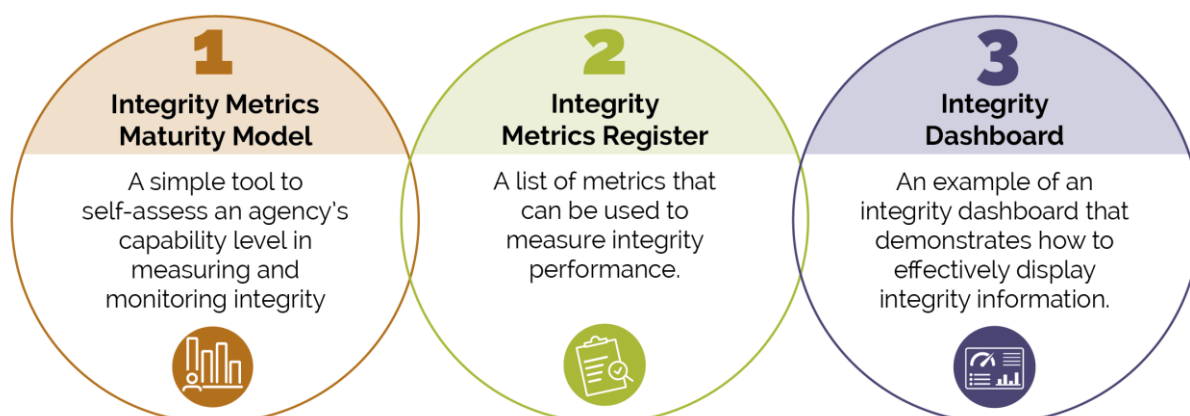 1
Integrity Metrics
Maturity Model
A simple tool to
self-assess an agency's
capability level in
measuring and
monitoring integrity
2
Integrity
Metrics Register
A list of metrics that
can be used to
measure integrity
performance.
3
Integrity
Dashboard
An example of an
integrity dashboard that
demonstrates how to
effectively display
integrity information.